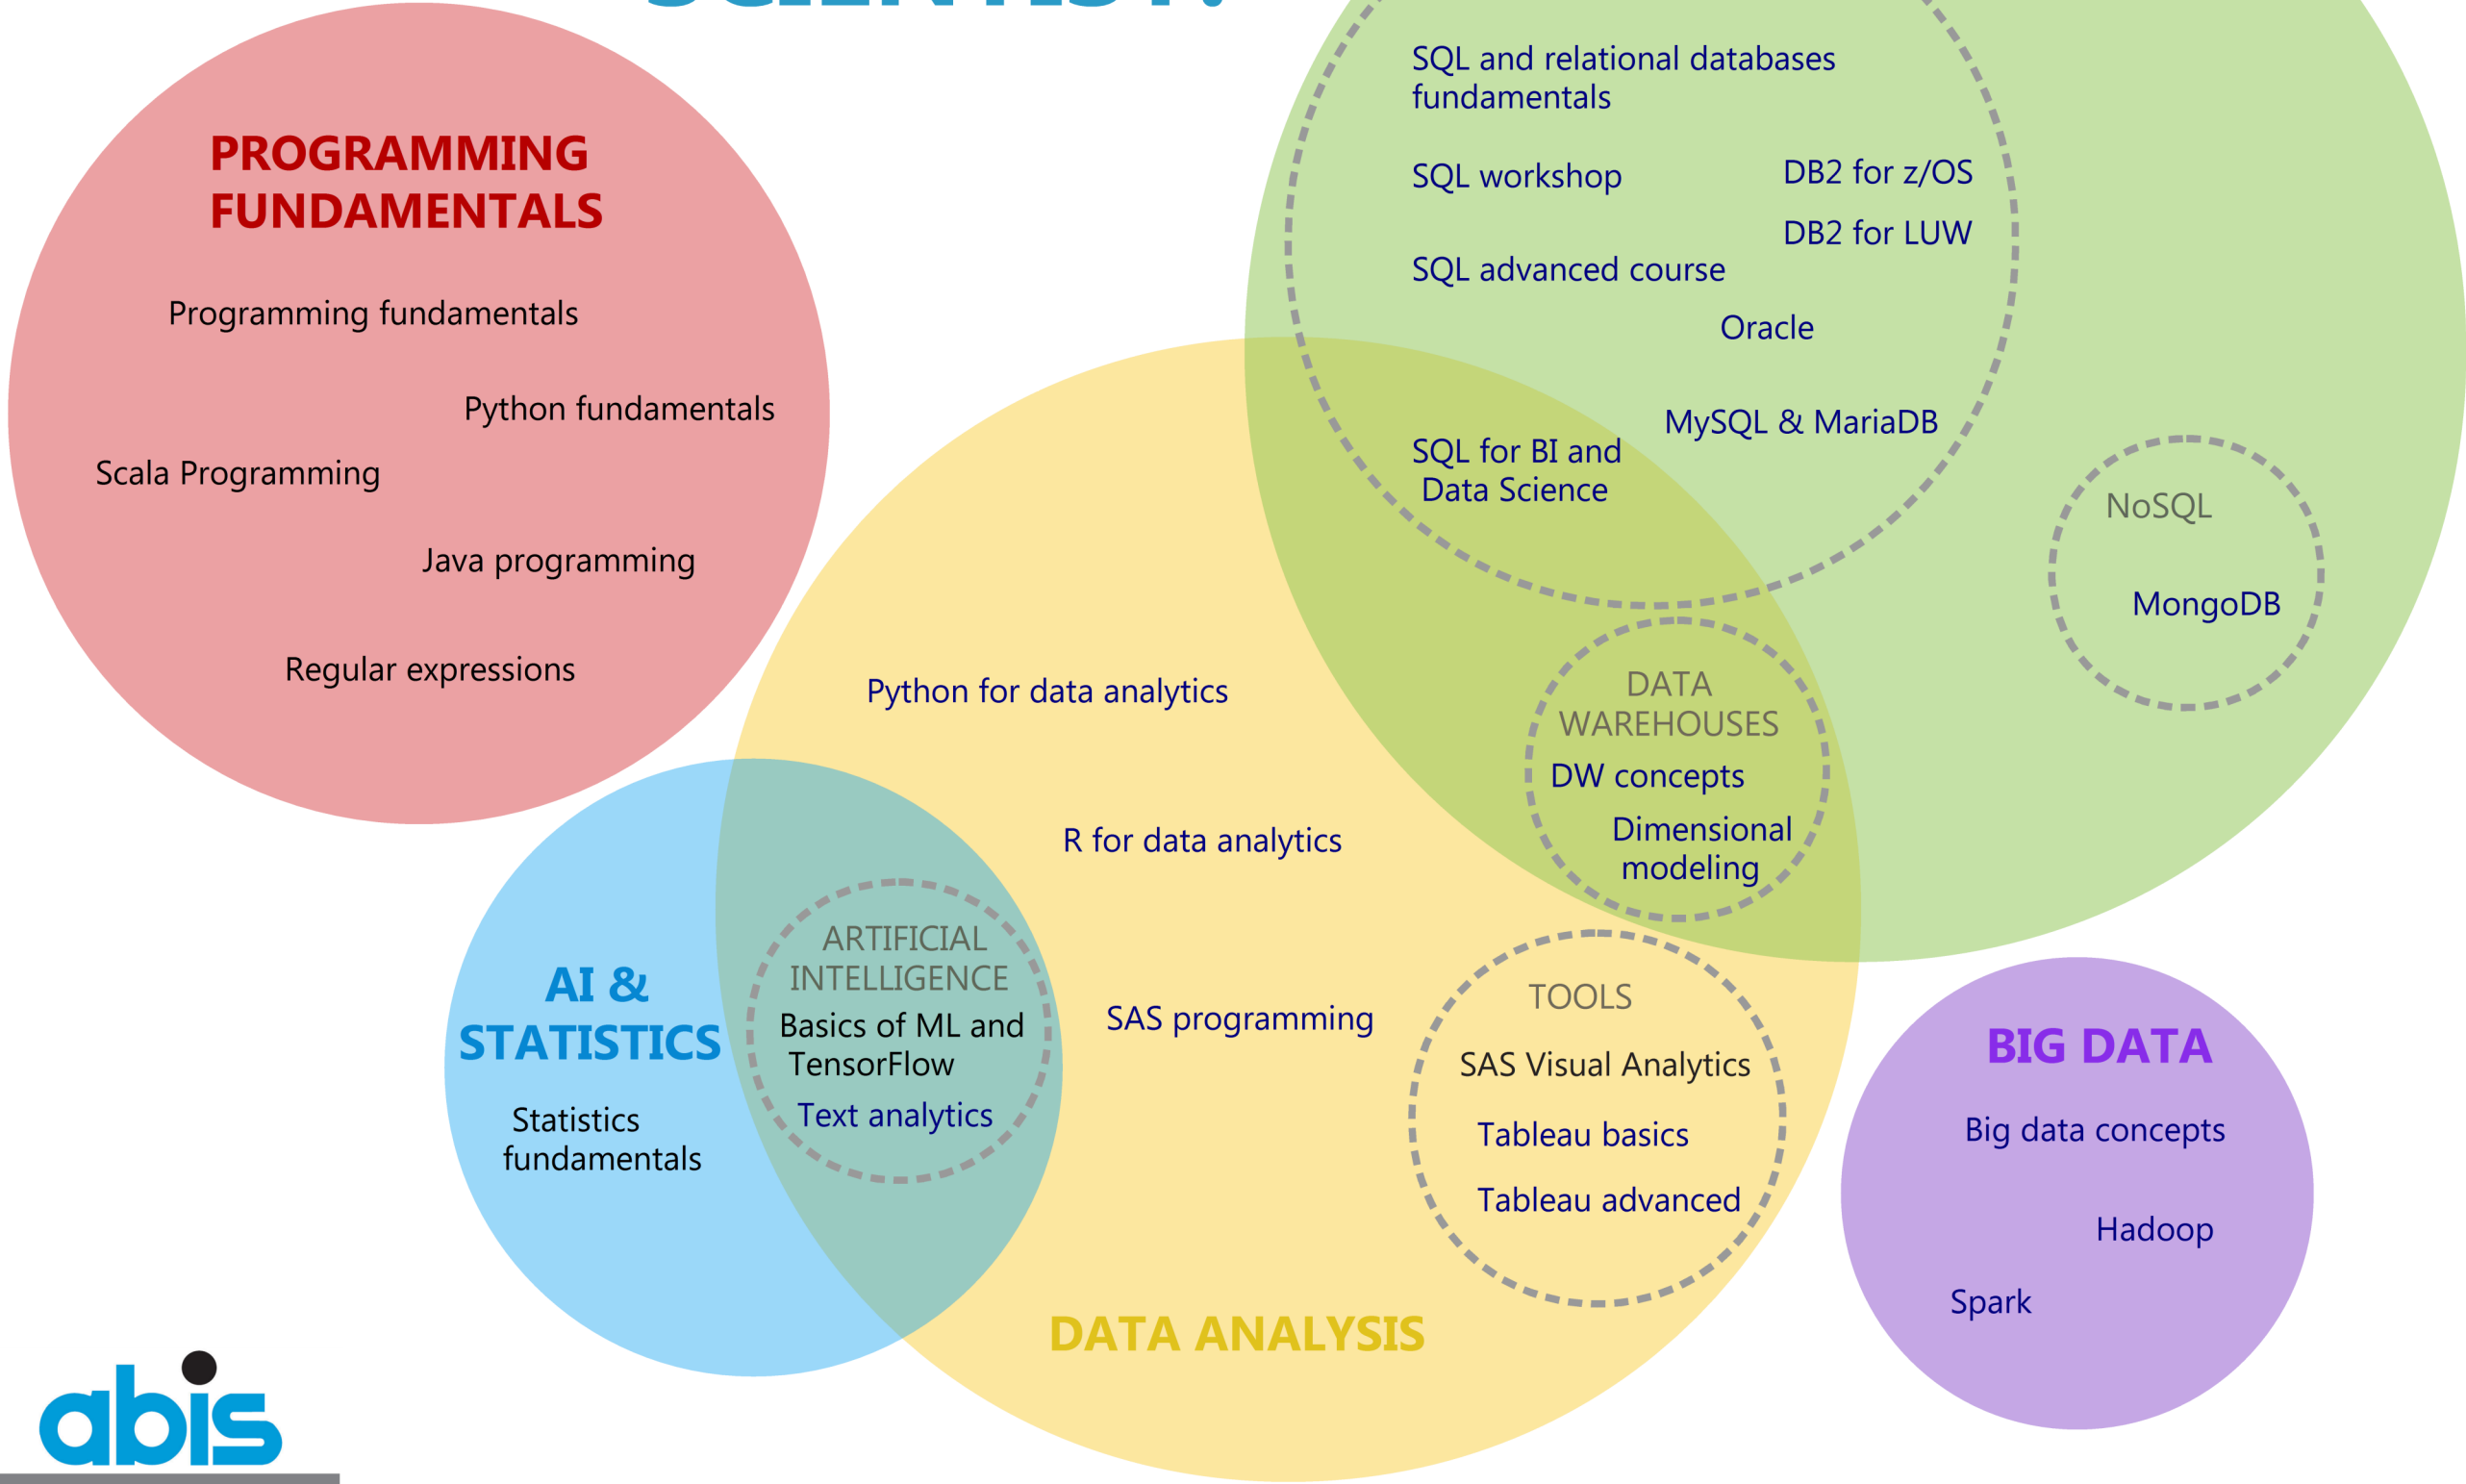 SCIENTIST?
PROGRAMMING
FUNDAMENTALS
Programming fundamentals
Python fundamentals
Scala Programming
Java programming
Regular expressions
SQL and relational databases
fundamentals
SQL workshop
DB2 for z/OS
DB2 for LUW
SQL advanced course
Oracle
MySQL & MariaDB
SQL for BI and
Data Science
NoSQL
MongoDB
DATA
WAREHOUSES
DW concepts
Dimensional
modeling
Python for data analytics
R for data analytics
SAS programming
AI &
STATISTICS
Statistics
fundamentals
ARTIFICIAL
INTELLIGENCE
Basics of ML and
TensorFlow
Text analytics
TOOLS
SAS Visual Analytics
Tableau basics
Tableau advanced
DATA ANALYSIS
BIG DATA
Big data concepts
Hadoop
Spark
abis